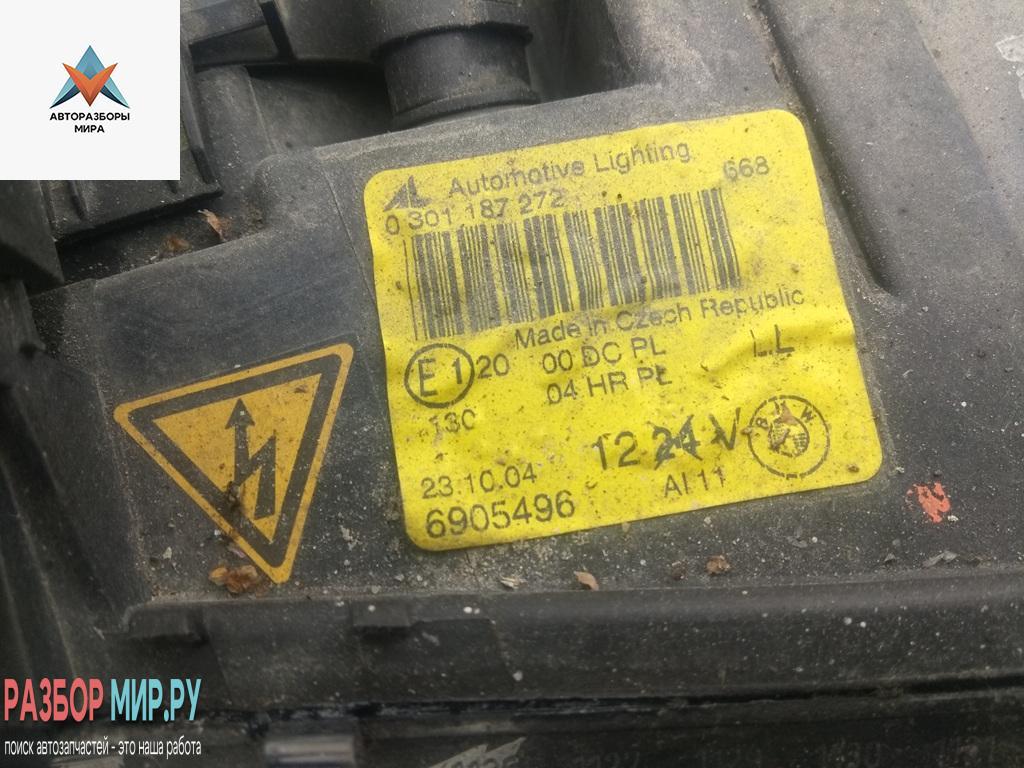 АВТОРАЗБОРЫ
МИРА
AL Automotive Lighting
0 301 187 272
668
Made in Czech Republic
E1 20 00 DC PL LL
04 HR PL
130
12 24 V
BMW
23.10.04
AI 11
6905496
РАЗБОР МИР.РУ
поиск автозапчастей - это наша работа